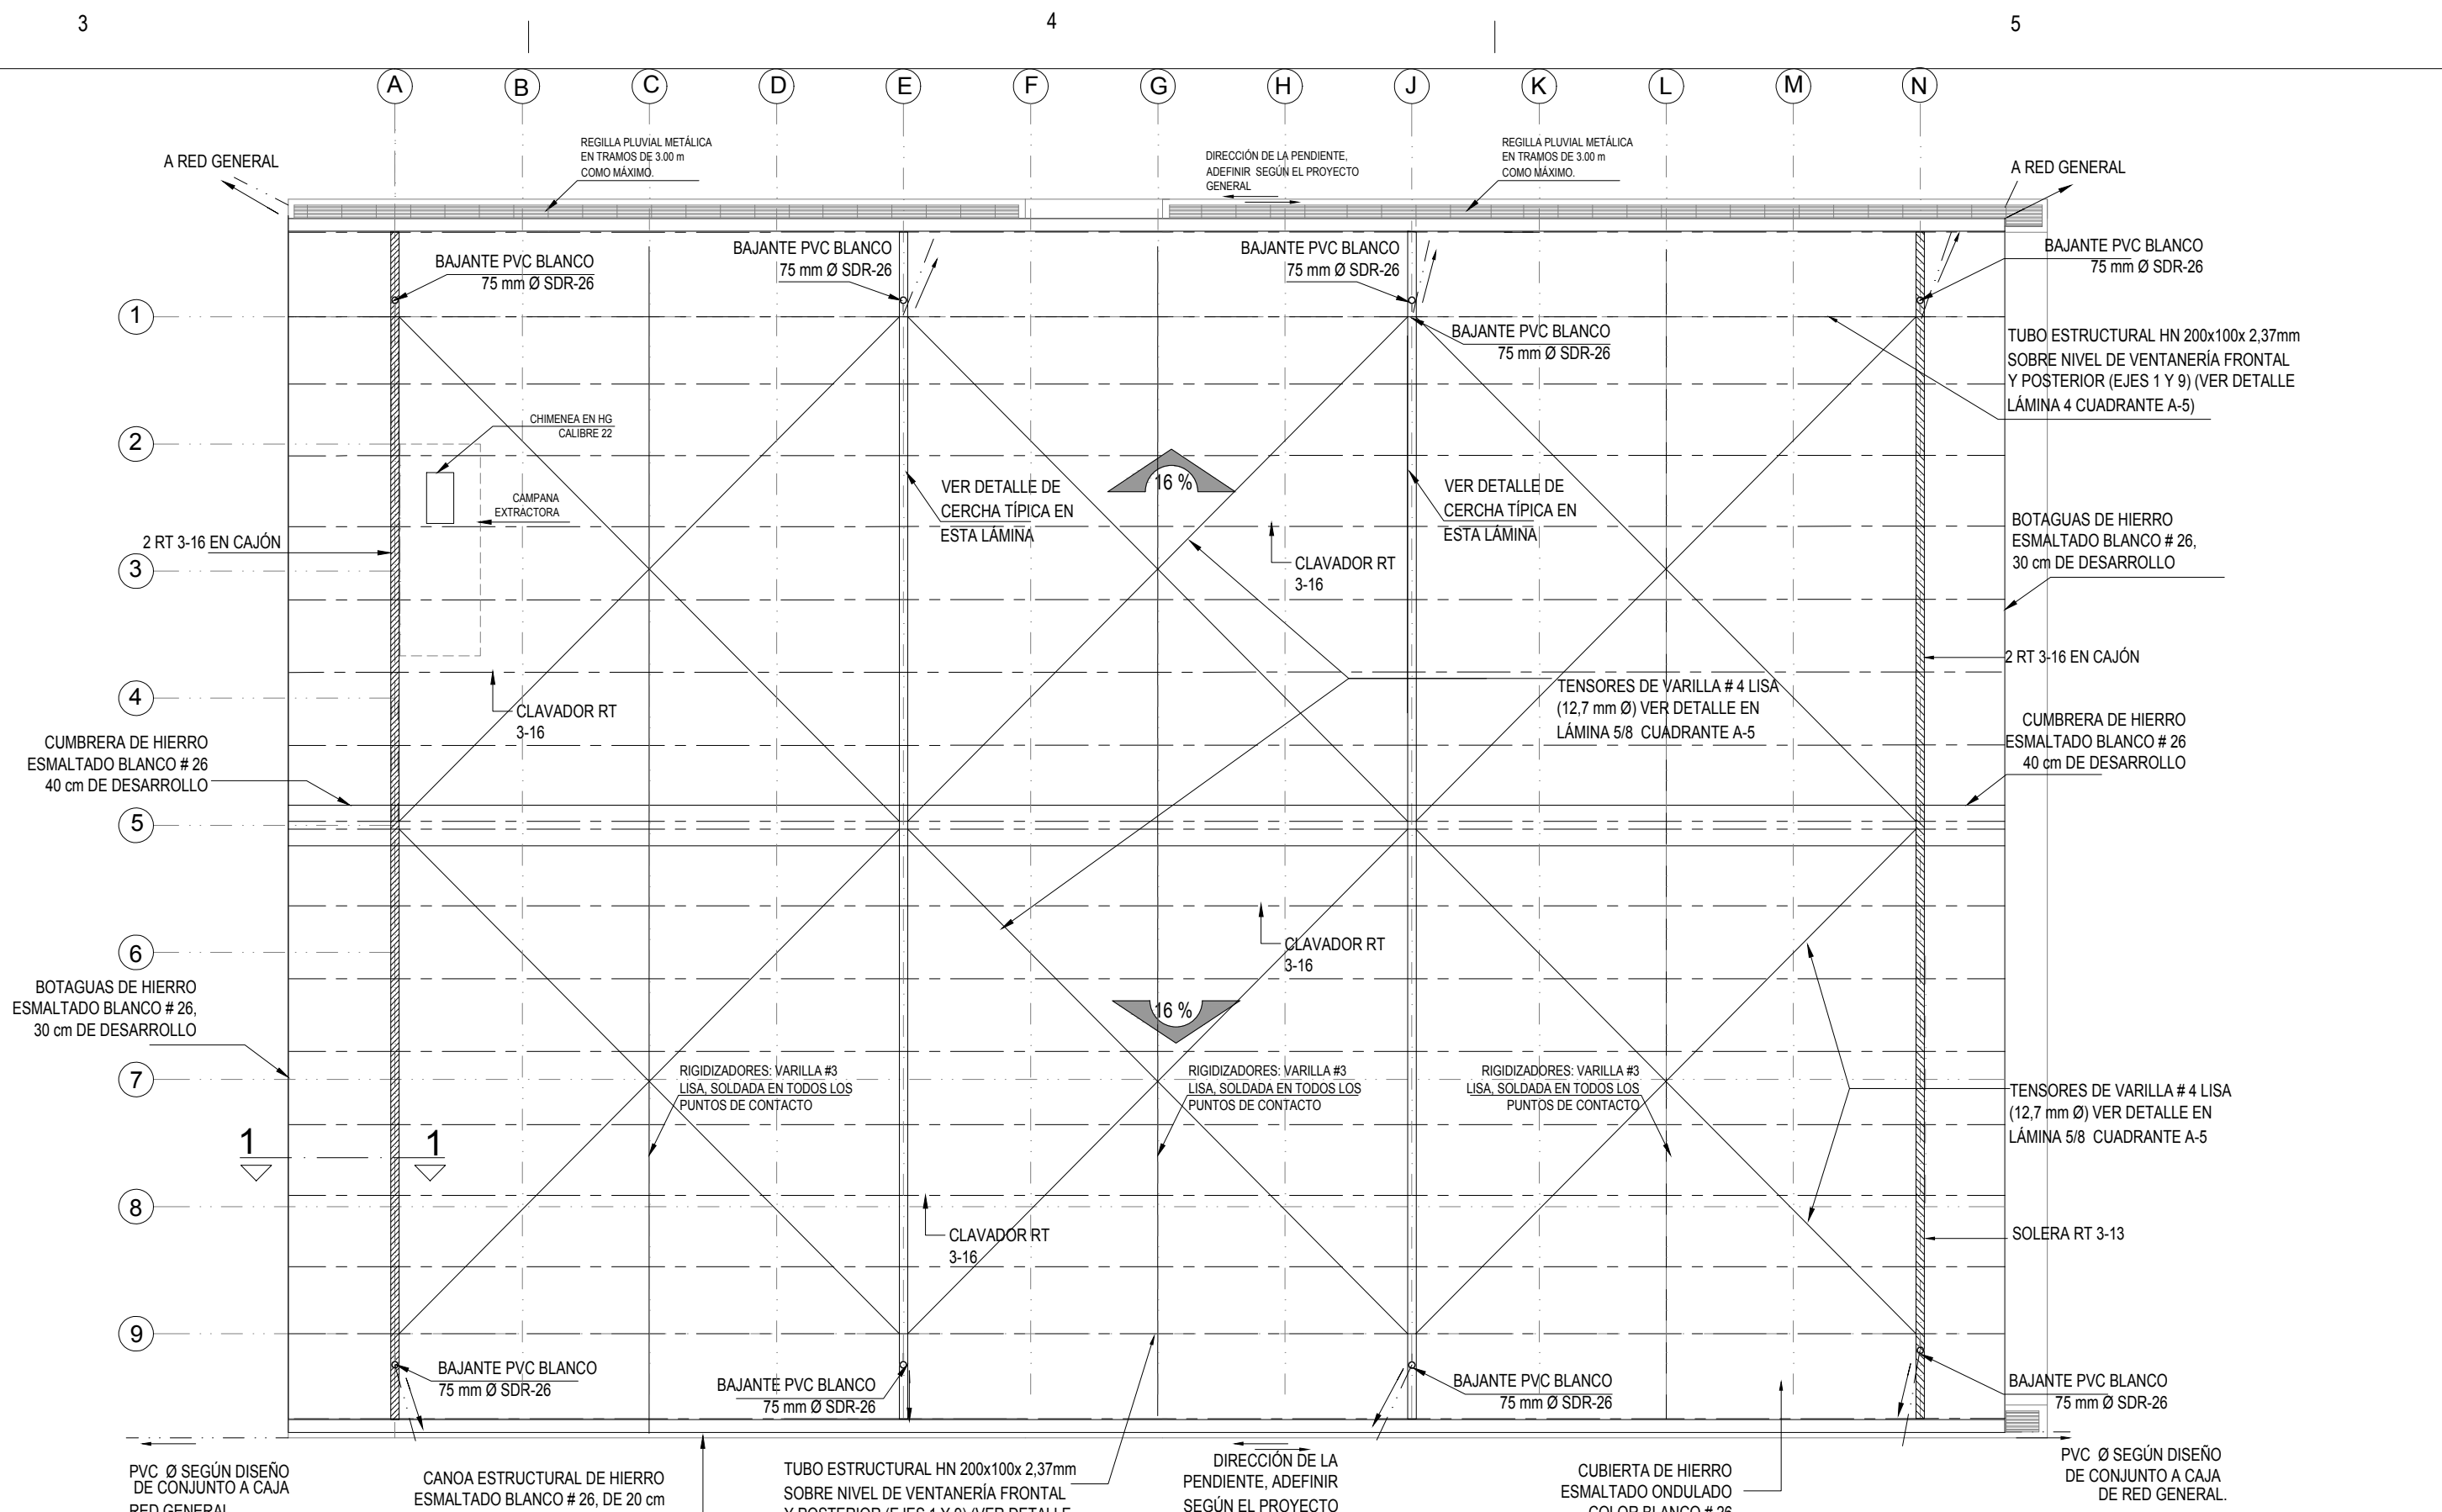 3
4
5
A
B
C
D
E
F
G
H
J
K
L
M
N
A RED GENERAL
REGILLA PLUVIAL METÁLICA
EN TRAMOS DE 3.00 m
COMO MÁXIMO.
DIRECCIÓN DE LA PENDIENTE,
ADEFINIR SEGÚN EL PROYECTO
GENERAL
REGILLA PLUVIAL METÁLICA
EN TRAMOS DE 3.00 m
COMO MÁXIMO.
A RED GENERAL
BAJANTE PVC BLANCO
75 mm Ø SDR-26
BAJANTE PVC BLANCO
75 mm Ø SDR-26
BAJANTE PVC BLANCO
75 mm Ø SDR-26
BAJANTE PVC BLANCO
75 mm Ø SDR-26
1
BAJANTE PVC BLANCO
75 mm Ø SDR-26
TUBO ESTRUCTURAL HN 200x100x 2,37mm
SOBRE NIVEL DE VENTANERÍA FRONTAL
Y POSTERIOR (EJES 1 Y 9) (VER DETALLE
LÁMINA 4 CUADRANTE A-5)
2
CHIMENEA EN HG
CALIBRE 22
CAMPANA
EXTRACTORA
VER DETALLE DE
CERCHA TÍPICA EN
ESTA LÁMINA
16 %
VER DETALLE DE
CERCHA TÍPICA EN
ESTA LÁMINA
BOTAGUAS DE HIERRO
ESMALTADO BLANCO # 26,
30 cm DE DESARROLLO
2 RT 3-16 EN CAJÓN
3
CLAVADOR RT
3-16
2 RT 3-16 EN CAJÓN
4
CLAVADOR RT
3-16
TENSORES DE VARILLA # 4 LISA
(12,7 mm Ø) VER DETALLE EN
LÁMINA 5/8 CUADRANTE A-5
CUMBRERA DE HIERRO
ESMALTADO BLANCO # 26
40 cm DE DESARROLLO
CUMBRERA DE HIERRO
ESMALTADO BLANCO # 26
40 cm DE DESARROLLO
5
6
CLAVADOR RT
3-16
BOTAGUAS DE HIERRO
ESMALTADO BLANCO # 26,
30 cm DE DESARROLLO
16 %
7
RIGIDIZADORES: VARILLA #3
LISA, SOLDADA EN TODOS LOS
PUNTOS DE CONTACTO
RIGIDIZADORES: VARILLA #3
LISA, SOLDADA EN TODOS LOS
PUNTOS DE CONTACTO
RIGIDIZADORES: VARILLA #3
LISA, SOLDADA EN TODOS LOS
PUNTOS DE CONTACTO
TENSORES DE VARILLA # 4 LISA
(12,7 mm Ø) VER DETALLE EN
LÁMINA 5/8 CUADRANTE A-5
1
1
8
CLAVADOR RT
3-16
SOLERA RT 3-13
9
BAJANTE PVC BLANCO
75 mm Ø SDR-26
BAJANTE PVC BLANCO
75 mm Ø SDR-26
BAJANTE PVC BLANCO
75 mm Ø SDR-26
BAJANTE PVC BLANCO
75 mm Ø SDR-26
PVC Ø SEGÚN DISEÑO
DE CONJUNTO A CAJA
RED GENERAL
CANOA ESTRUCTURAL DE HIERRO
ESMALTADO BLANCO # 26, DE 20 cm
TUBO ESTRUCTURAL HN 200x100x 2,37mm
SOBRE NIVEL DE VENTANERÍA FRONTAL
Y POSTERIOR (EJES 1 Y 9) (VER DETALLE
DIRECCIÓN DE LA
PENDIENTE, ADEFINIR
SEGÚN EL PROYECTO
CUBIERTA DE HIERRO
ESMALTADO ONDULADO
COLOR BLANCO # 26
PVC Ø SEGÚN DISEÑO
DE CONJUNTO A CAJA
DE RED GENERAL.